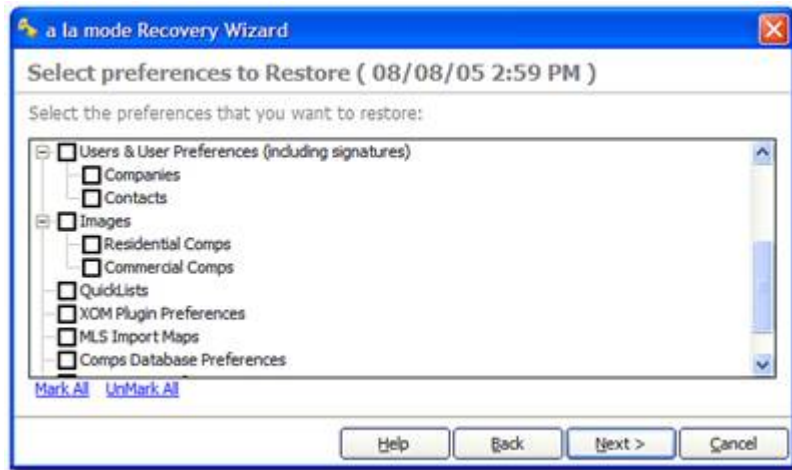 a la mode Recovery Wizard
Select preferences to Restore ( 08/08/05 2:59 PM )
Select the preferences that you want to restore:
Users & User Preferences (including signatures)
Companies
Contacts
Images
Residential Comps
Commercial Comps
QuickLists
XOM Plugin Preferences
MLS Import Maps
Comps Database Preferences
Mark All UnMark All
Help Back Next > Cancel